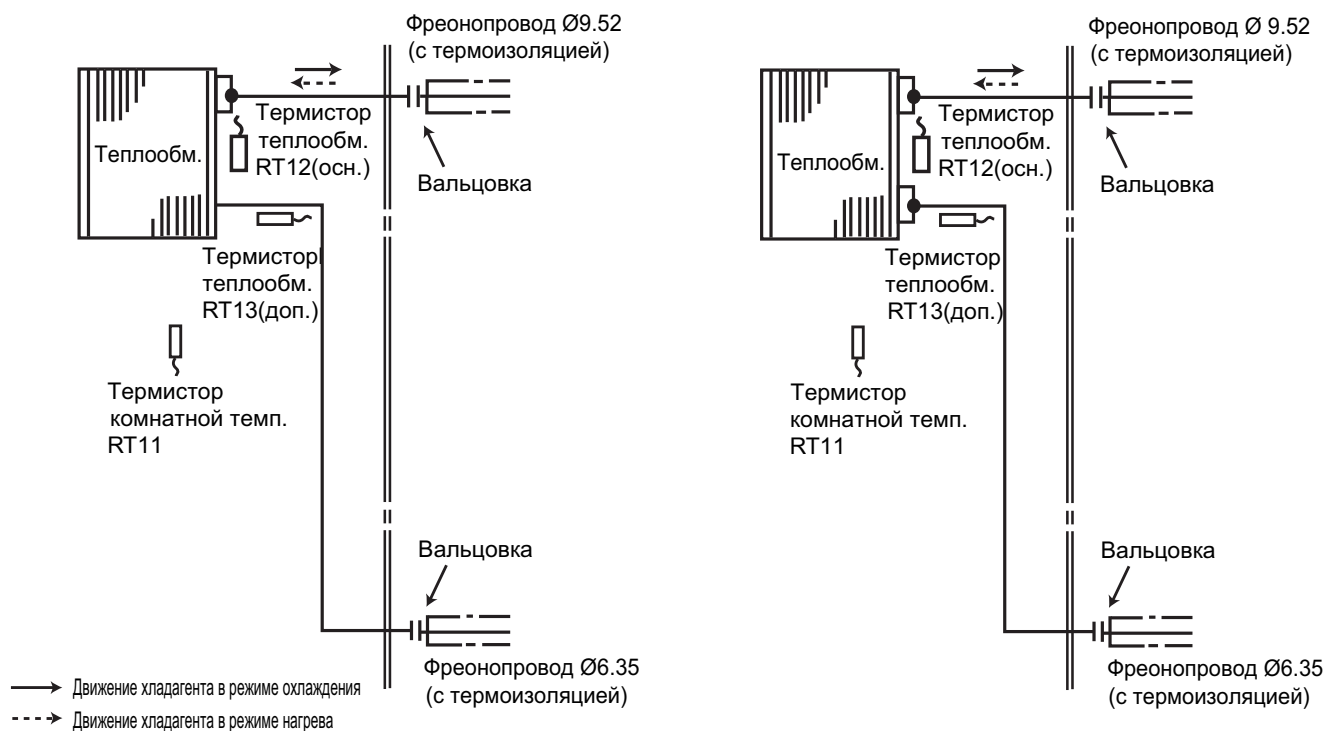 Фреонопровод Ø9.52
(с термоизоляцией)
Теплообм.
Термистор
теплообм.
RT12(осн.)
Вальцовка
Термистор
теплообм.
RT13(доп.)
Термистор
комнатной темп.
RT11
Вальцовка
Фреонопровод Ø6.35
(с термоизоляцией)
Движение хладагента в режиме охлаждения
Движение хладагента в режиме нагрева
Фреонопровод Ø 9.52
(с термоизоляцией)
Теплообм.
Термистор
теплообм.
RT12(осн.)
Вальцовка
Термистор
теплообм.
RT13(доп.)
Термистор
комнатной темп.
RT11
Вальцовка
Фреонопровод Ø6.35
(с термоизоляцией)